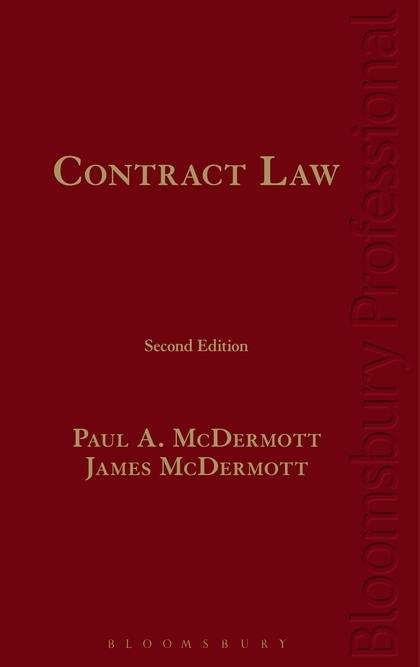 Contract Law
Second Edition
Paul A. McDermott
James McDermott
BLOOMSBURY
Bloomsbury Professional